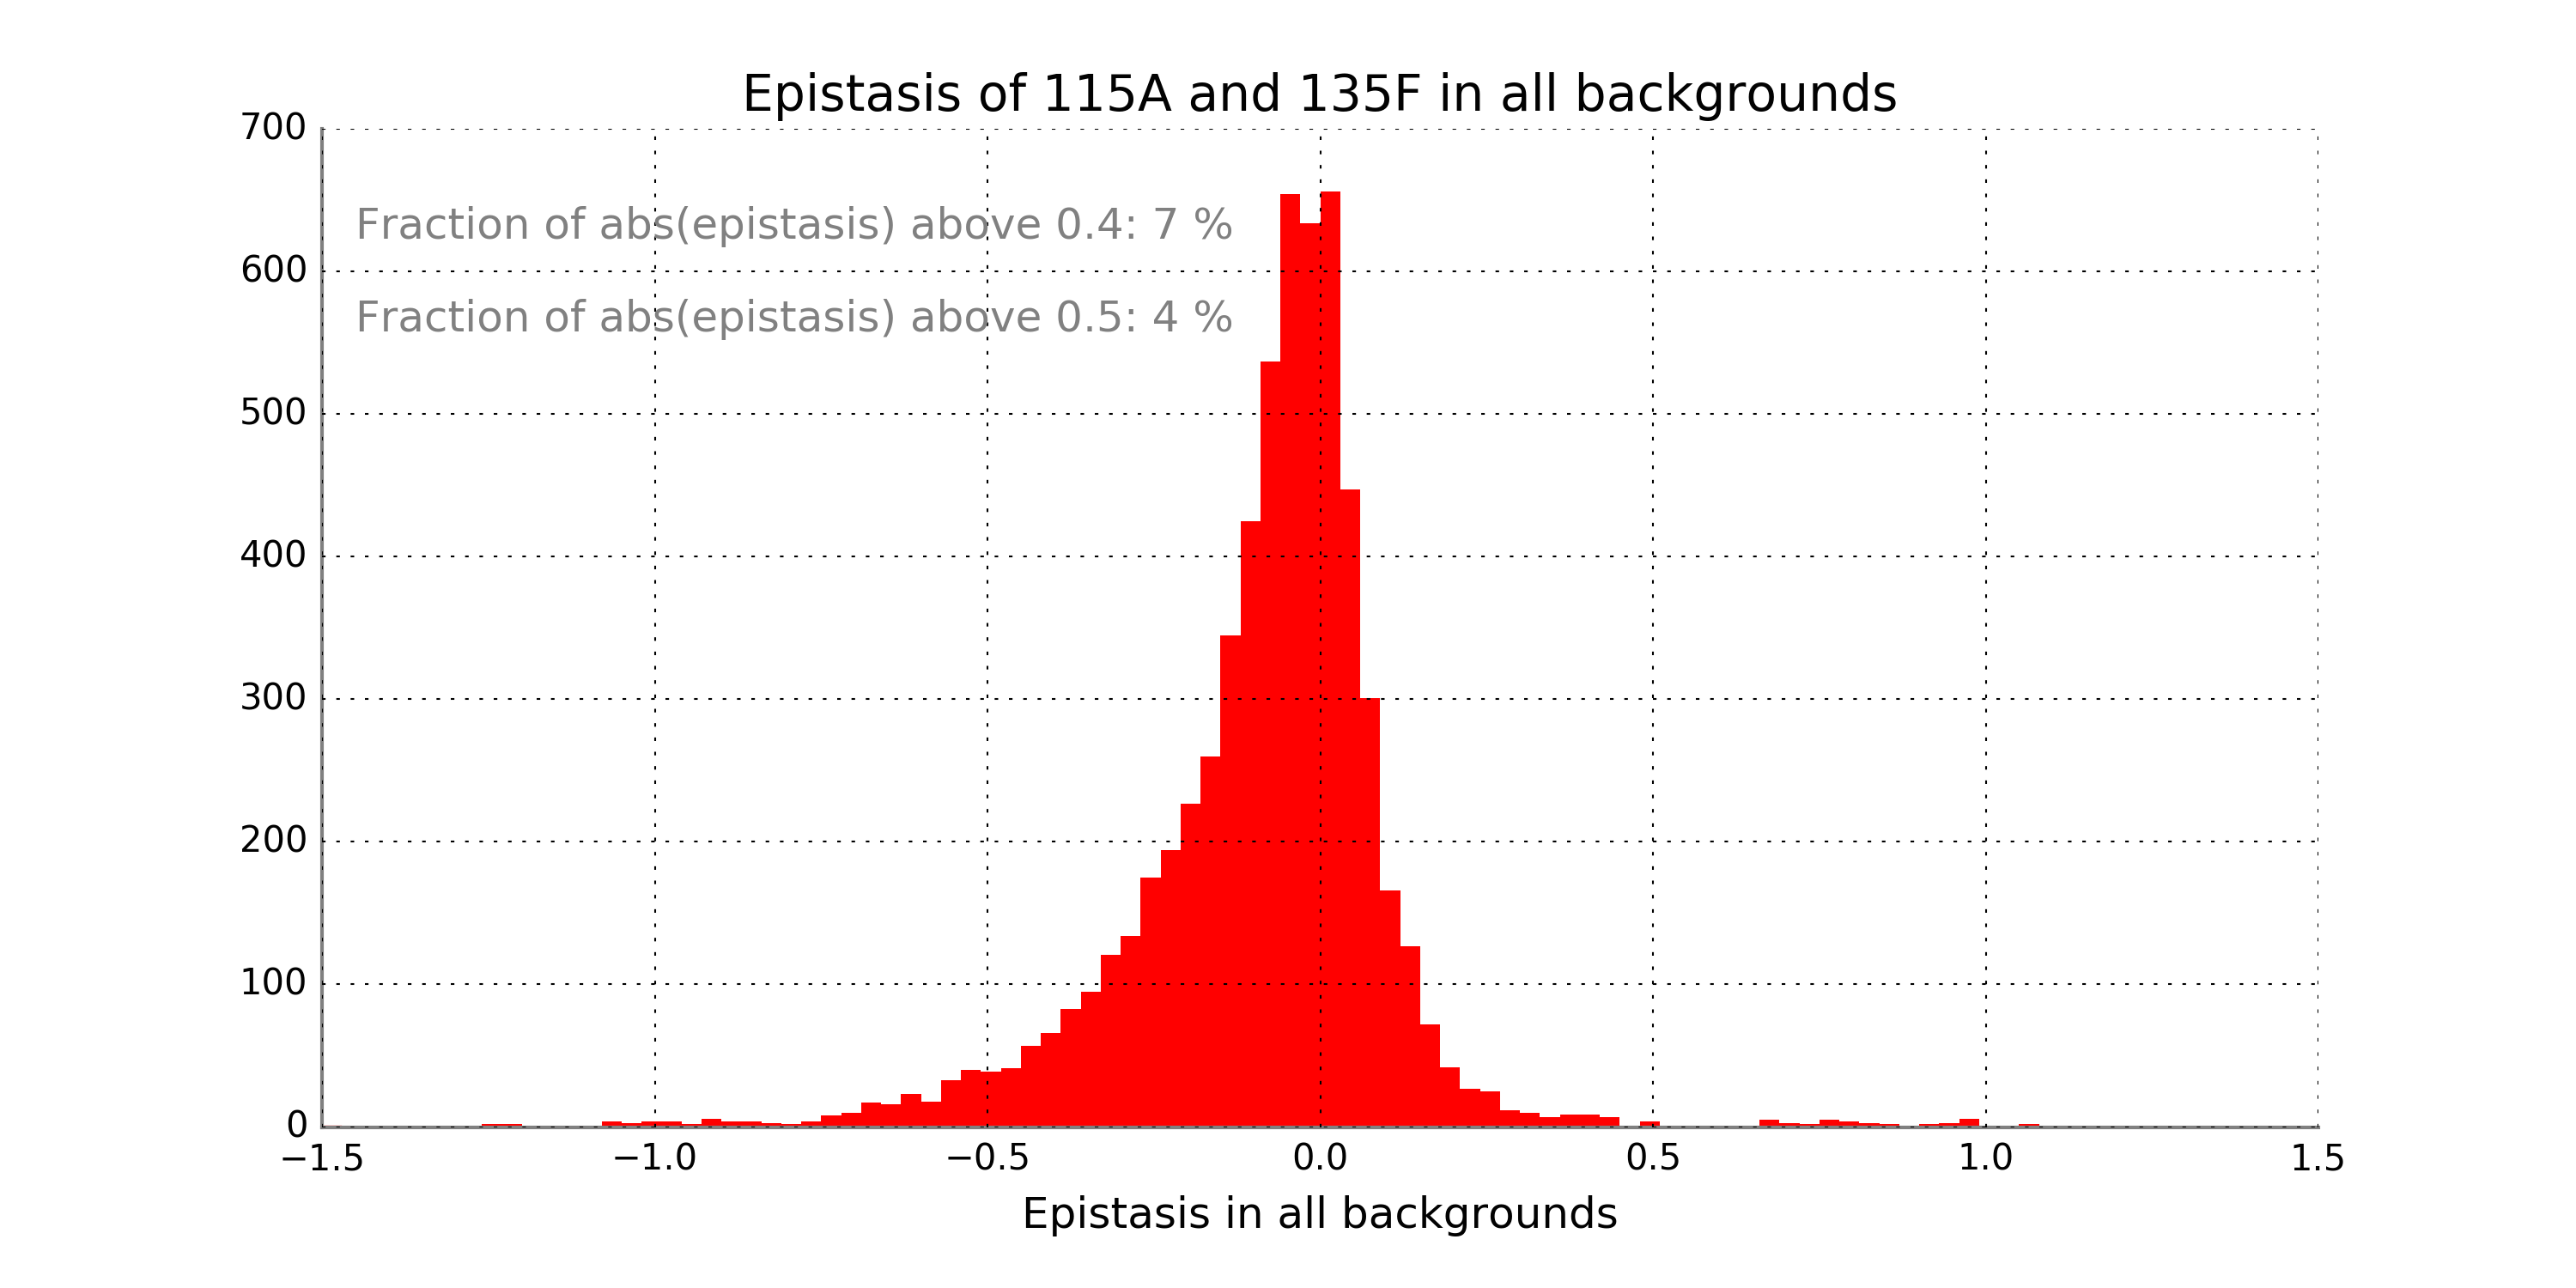 Epistasis of 115A and 135F in all backgrounds
700
Fraction of abs(epistasis) above 0.4: 7 %
600
Fraction of abs(epistasis) above 0.5: 4 %
500
400
300
200
100
0
−1.5 −1.0 −0.5 0.0 0.5 1.0 1.5
Epistasis in all backgrounds